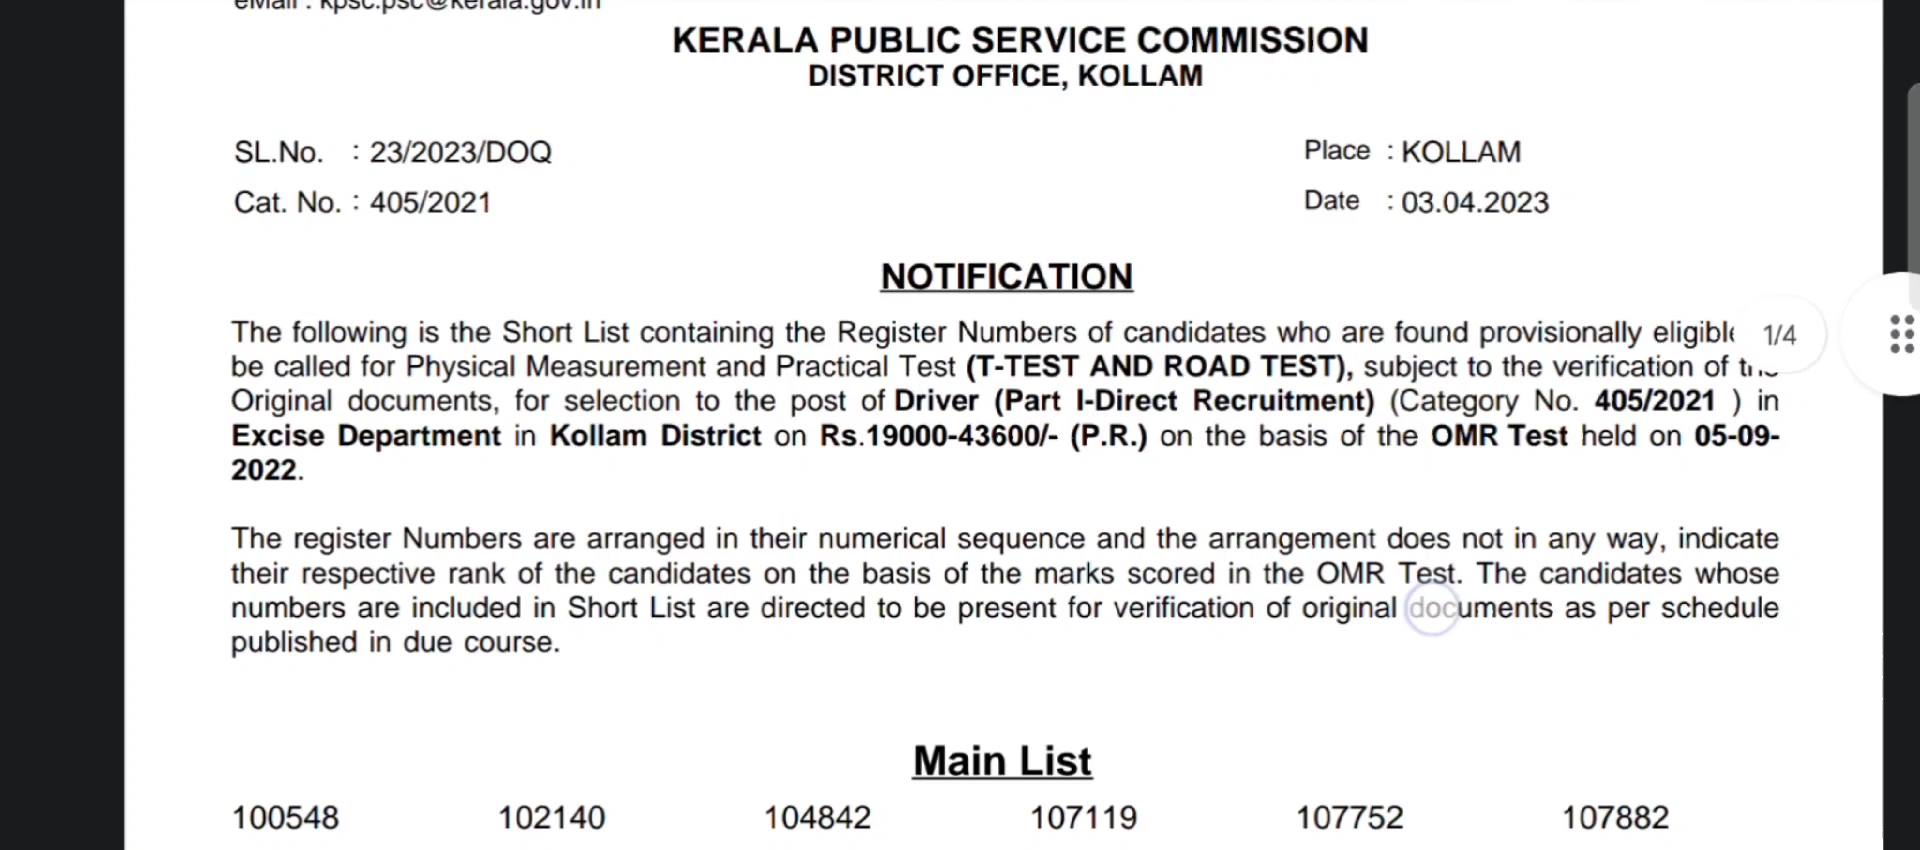 eMail : kpsc.psc@kerala.gov.in
KERALA PUBLIC SERVICE COMMISSION
DISTRICT OFFICE, KOLLAM
SL.No. : 23/2023/DOQ
Place : KOLLAM
Cat. No. : 405/2021
Date : 03.04.2023
NOTIFICATION
The following is the Short List containing the Register Numbers of candidates who are found provisionally eligible
1/4
be called for Physical Measurement and Practical Test (T-TEST AND ROAD TEST), subject to the verification of the
Original documents, for selection to the post of Driver (Part I-Direct Recruitment) (Category No. 405/2021 ) in
Excise Department in Kollam District on Rs.19000-43600/- (P.R.) on the basis of the OMR Test held on 05-09-
2022.
The register Numbers are arranged in their numerical sequence and the arrangement does not in any way, indicate
their respective rank of the candidates on the basis of the marks scored in the OMR Test. The candidates whose
numbers are included in Short List are directed to be present for verification of original documents as per schedule
published in due course.
Main List
100548 102140 104842 107119 107752 107882